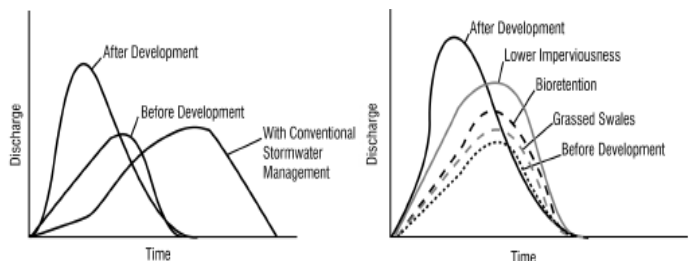 After Development
Before Development
With Conventional
Stormwater
Management
Discharge
Time
After Development
Lower Imperviousness
Bioretention
Grassed Swales
Before Development
Discharge
Time